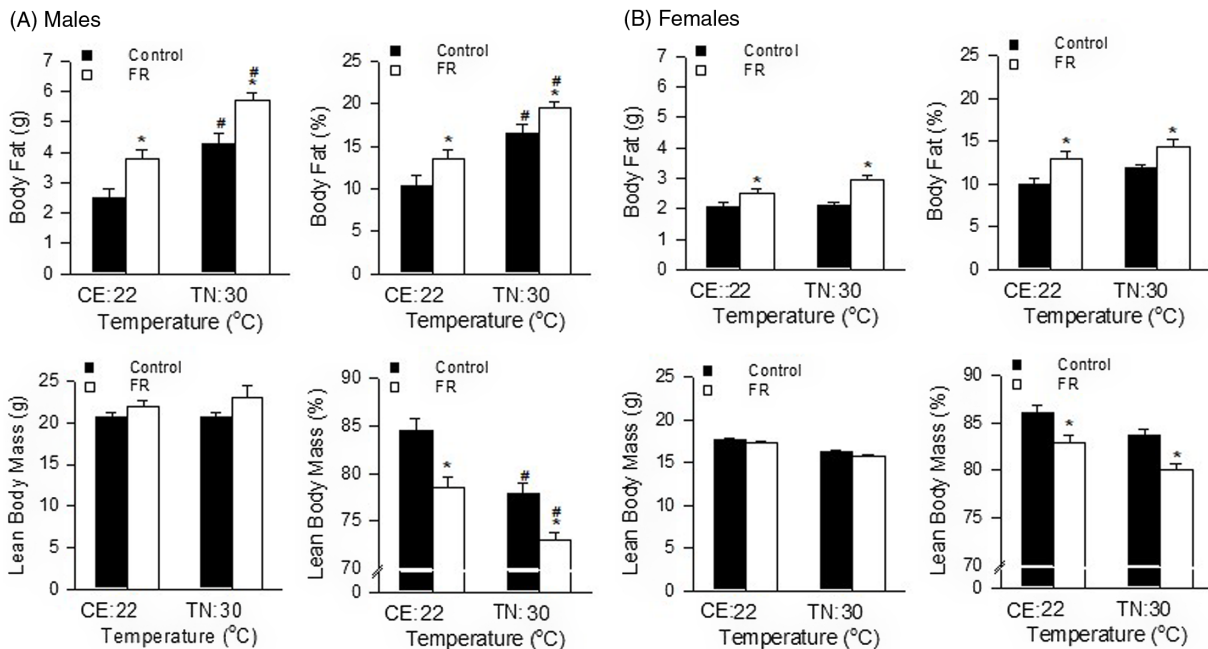 (A) Males
(B) Females
Control
FR
Body Fat (g)
7
6
5
4
3
2
1
0
*
#
#
*
CE:22
TN:30
Temperature (°C)
Control
FR
Body Fat (%)
25
20
15
10
5
0
*
#
#
*
CE:22
TN:30
Temperature (°C)
Control
FR
Body Fat (g)
7
6
5
4
3
2
1
0
*
*
CE::22
TN:30
Temperature (°C)
Control
FR
Body Fat (%)
25
20
15
10
5
0
*
*
CE:22
TN:30
Temperature (°C)
Control
FR
Lean Body Mass (g)
25
20
15
10
5
0
CE:22
TN:30
Temperature (°C)
Control
FR
Lean Body Mass (%)
90
85
80
75
70
0
*
#
#
*
CE:22
TN:30
Temperature (°C)
Control
FR
Lean Body Mass (g)
25
20
15
10
5
0
CE:22
TN:30
Temperature (°C)
Control
FR
Lean Body Mass (%)
90
85
80
75
70
0
*
*
CE:22
TN:30
Temperature (°C)